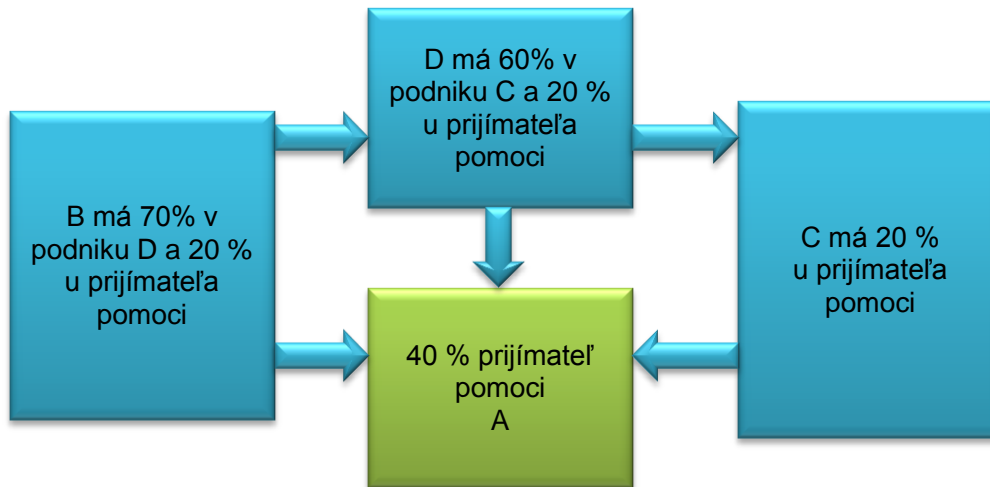 D má 60% v
podniku C a 20 %
u prijímateľa
pomoci
B má 70% v
podniku D a 20 %
u prijímateľa
pomoci
C má 20 %
u prijímateľa
pomoci
40 % prijímateľ
pomoci
A